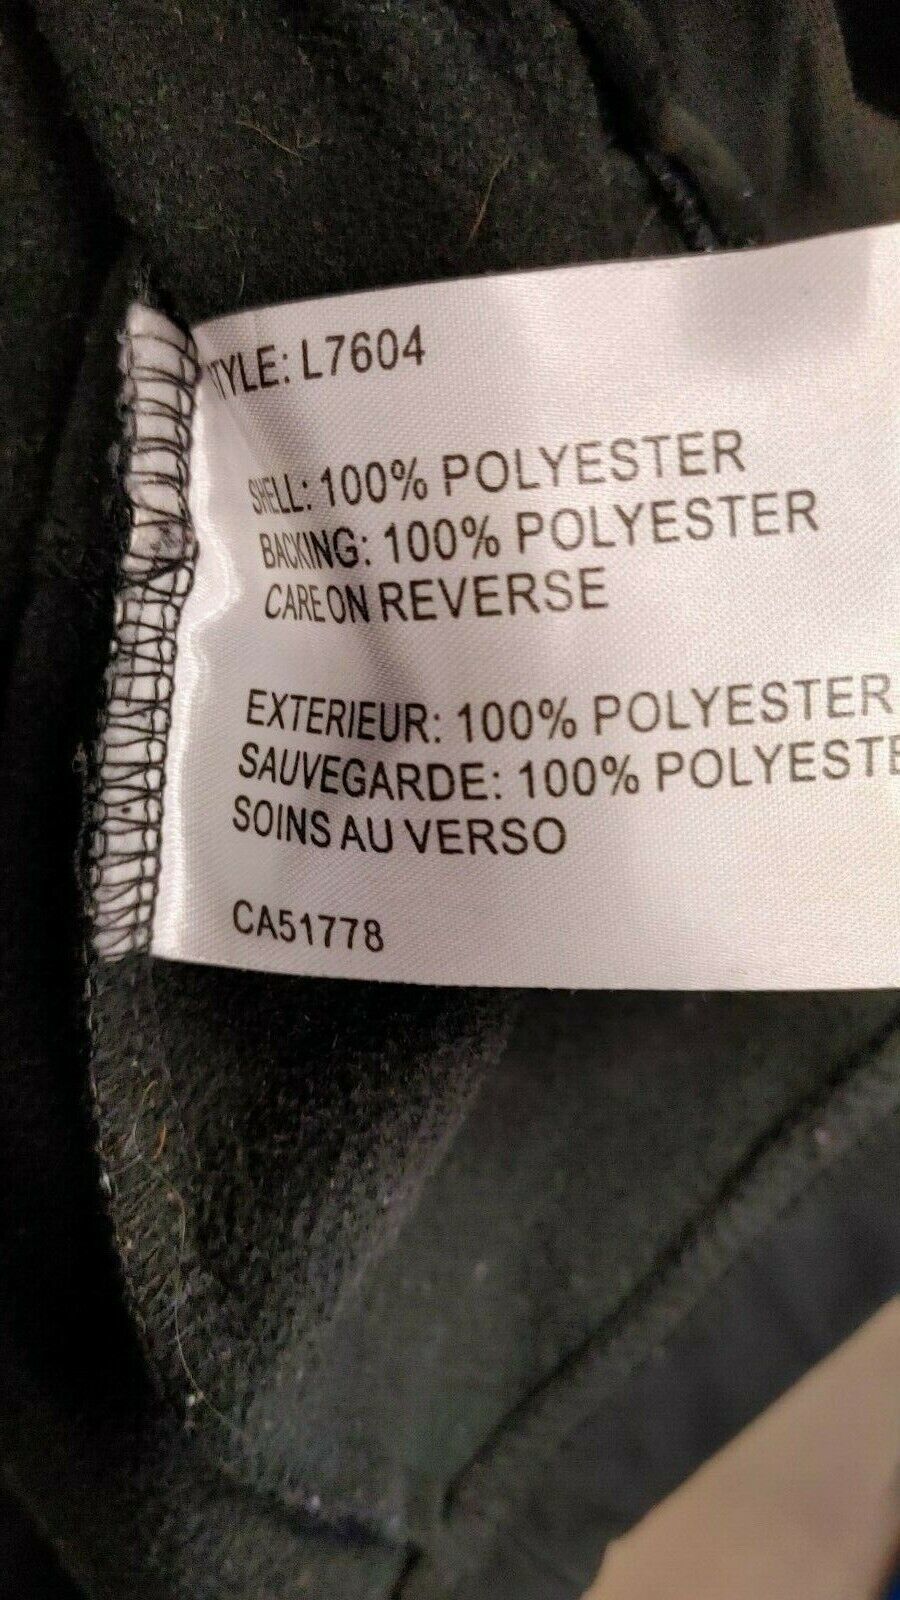 STYLE: L7604
SHELL: 100% POLYESTER
BACKING: 100% POLYESTER
CARE ON REVERSE
EXTERIEUR: 100% POLYESTER
SAUVEGARDE: 100% POLYESTE
SOINS AU VERSO
CA51778